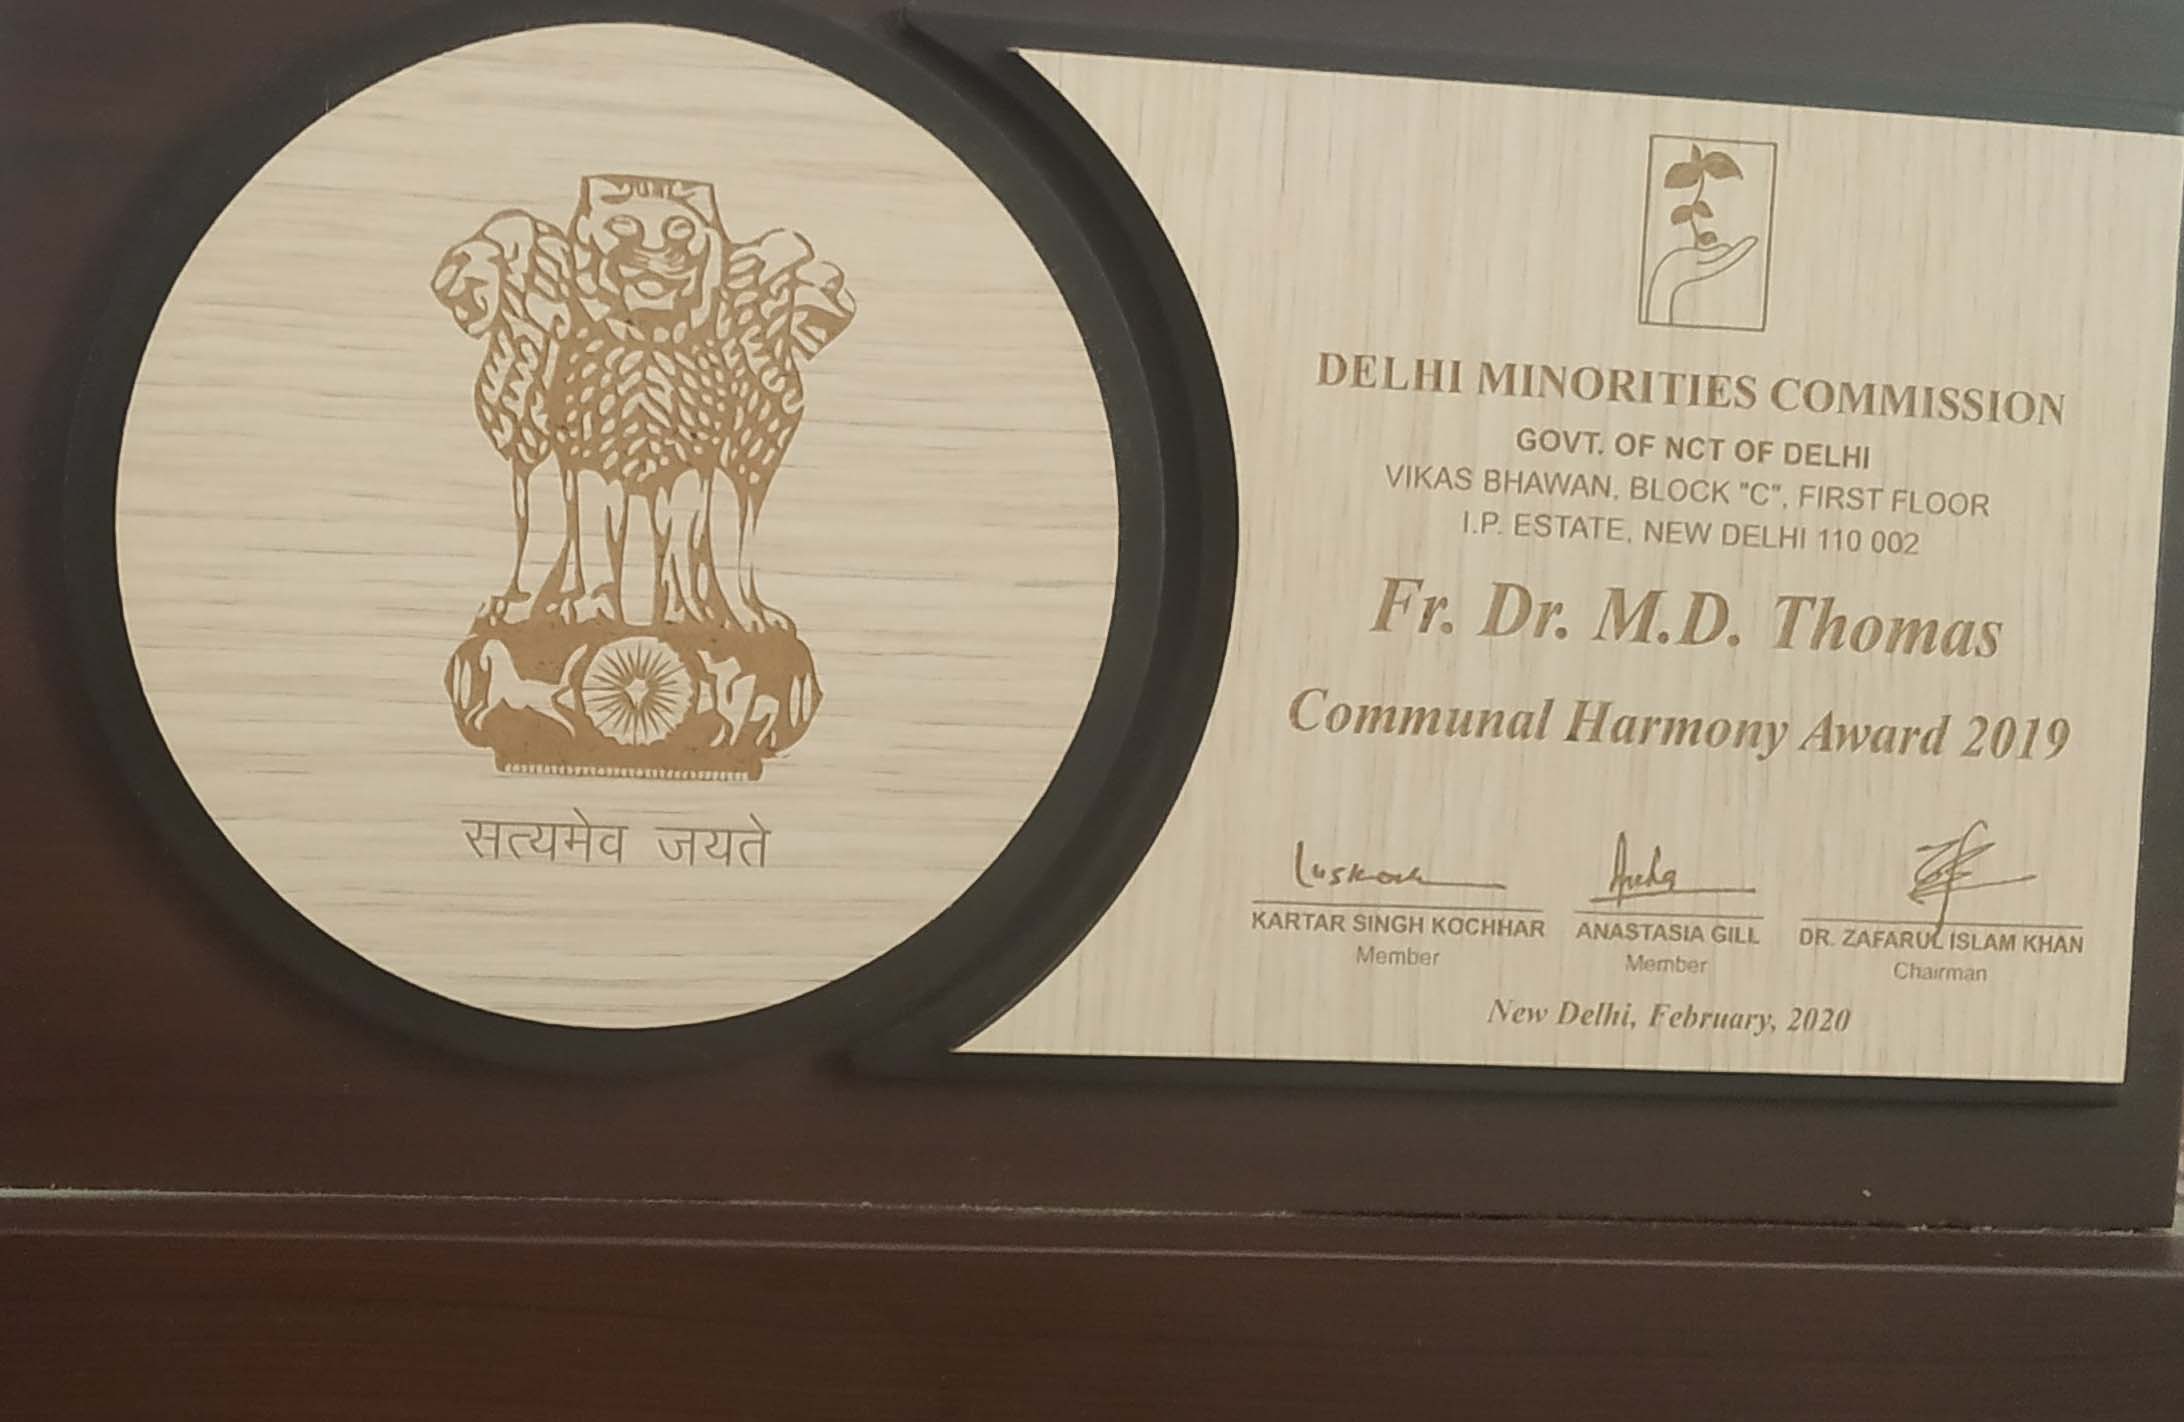 सत्यमेव जयते
DELHI MINORITIES COMMISSION
GOVT. OF NCT OF DELHI
VIKAS BHAWAN, BLOCK "C", FIRST FLOOR
I.P. ESTATE, NEW DELHI 110 002
Fr. Dr. M.D. Thomas
Communal Harmony Award 2019
KARTAR SINGH KOCHHAR
Member
ANASTASIA GILL
Member
DR. ZAFARUL ISLAM KHAN
Chairman
New Delhi, February, 2020